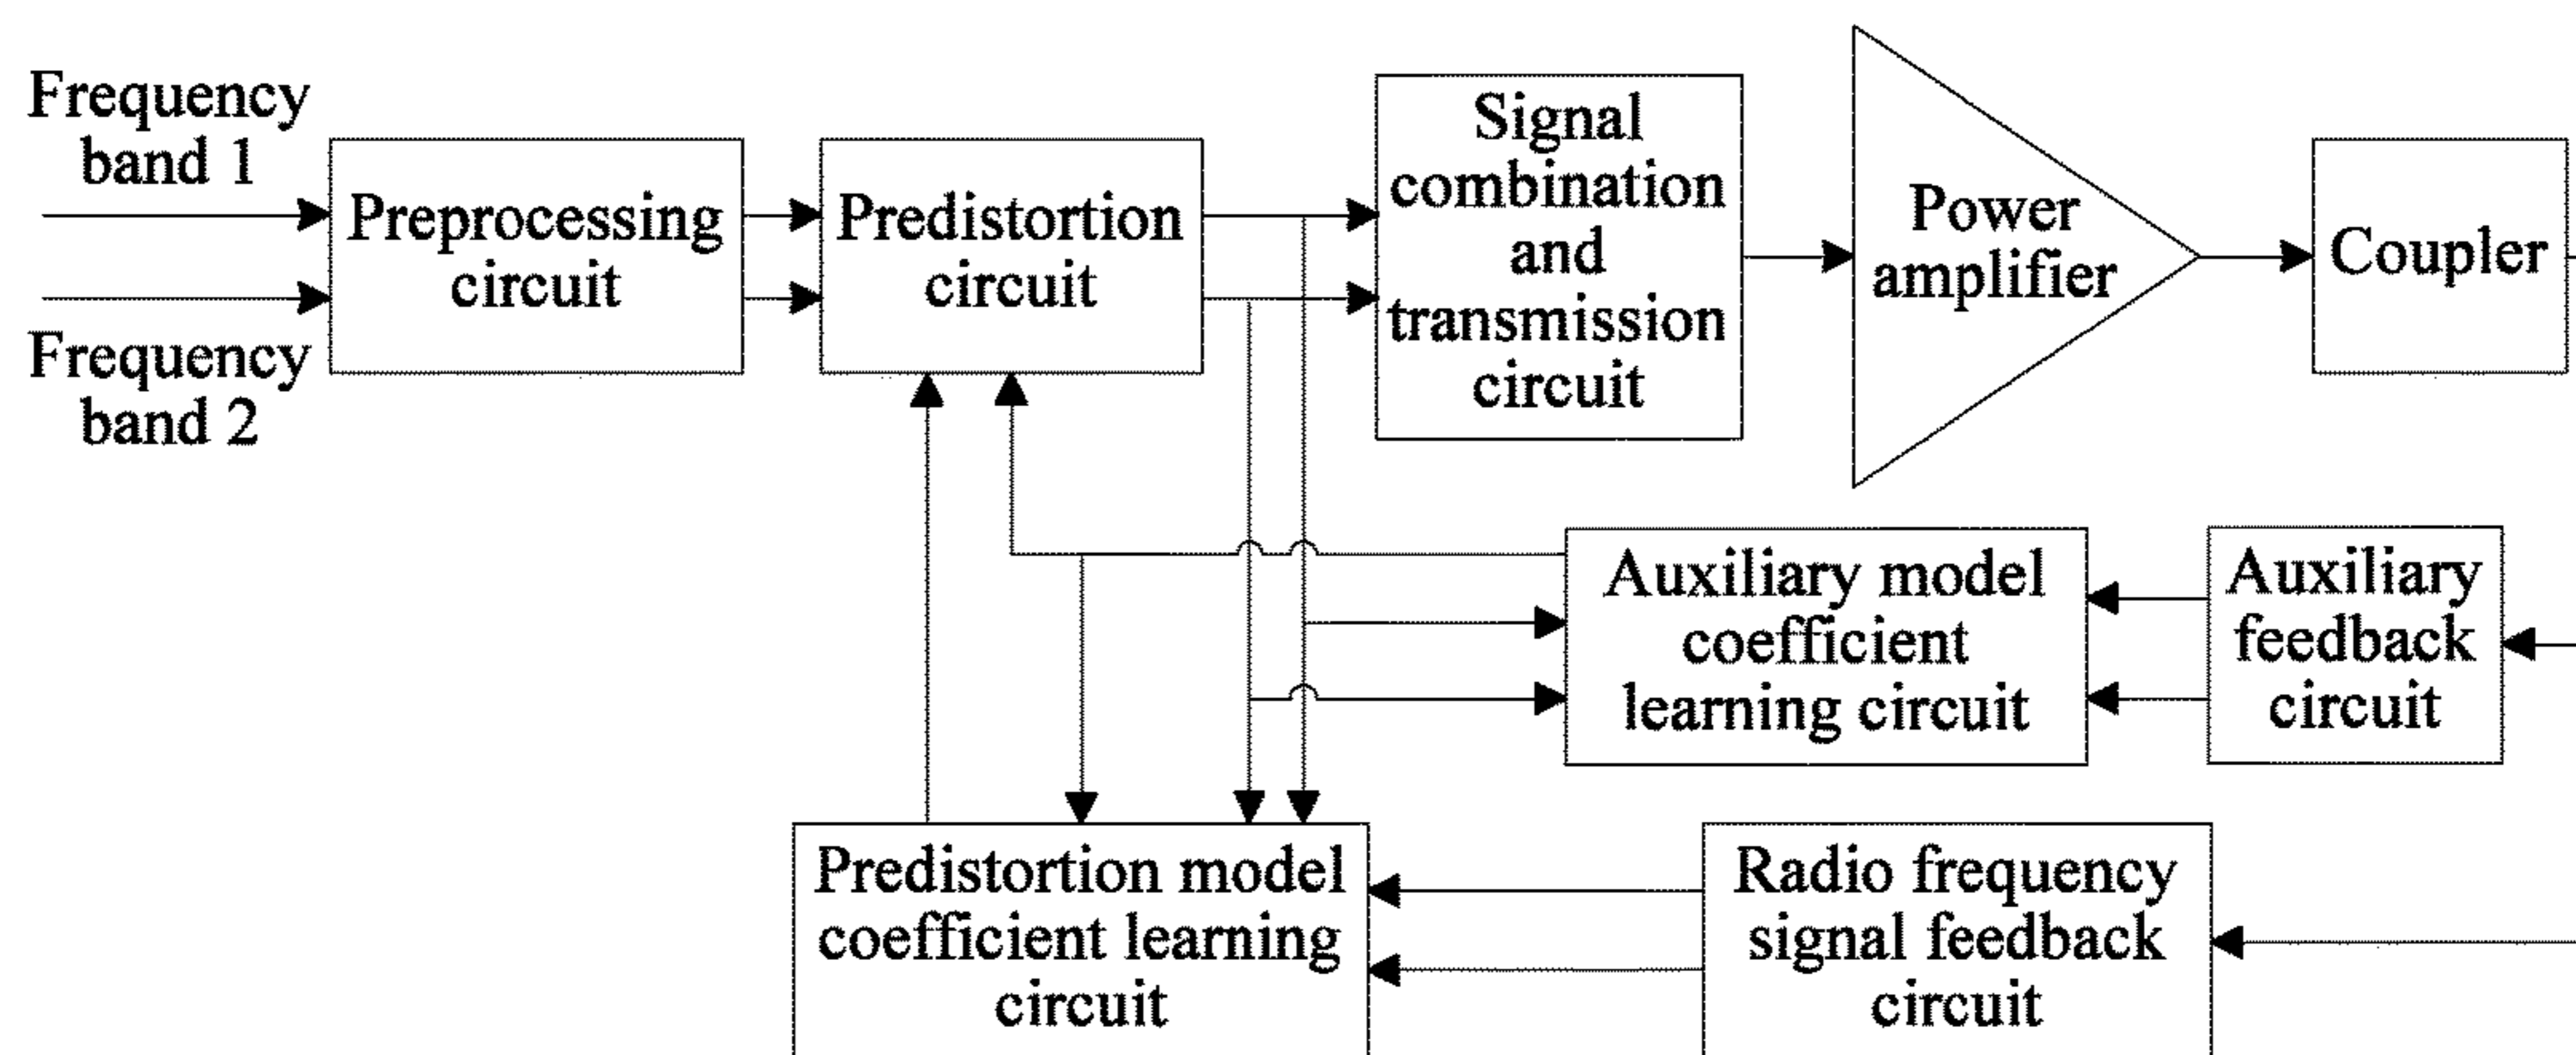 Frequency
band 1
Frequency
band 2
Preprocessing
circuit
Predistortion
circuit
Signal
combination
and
transmission
circuit
Power
amplifier
Coupler
Auxiliary model
coefficient
learning circuit
Auxiliary
feedback
circuit
Predistortion model
coefficient learning
circuit
Radio frequency
signal feedback
circuit